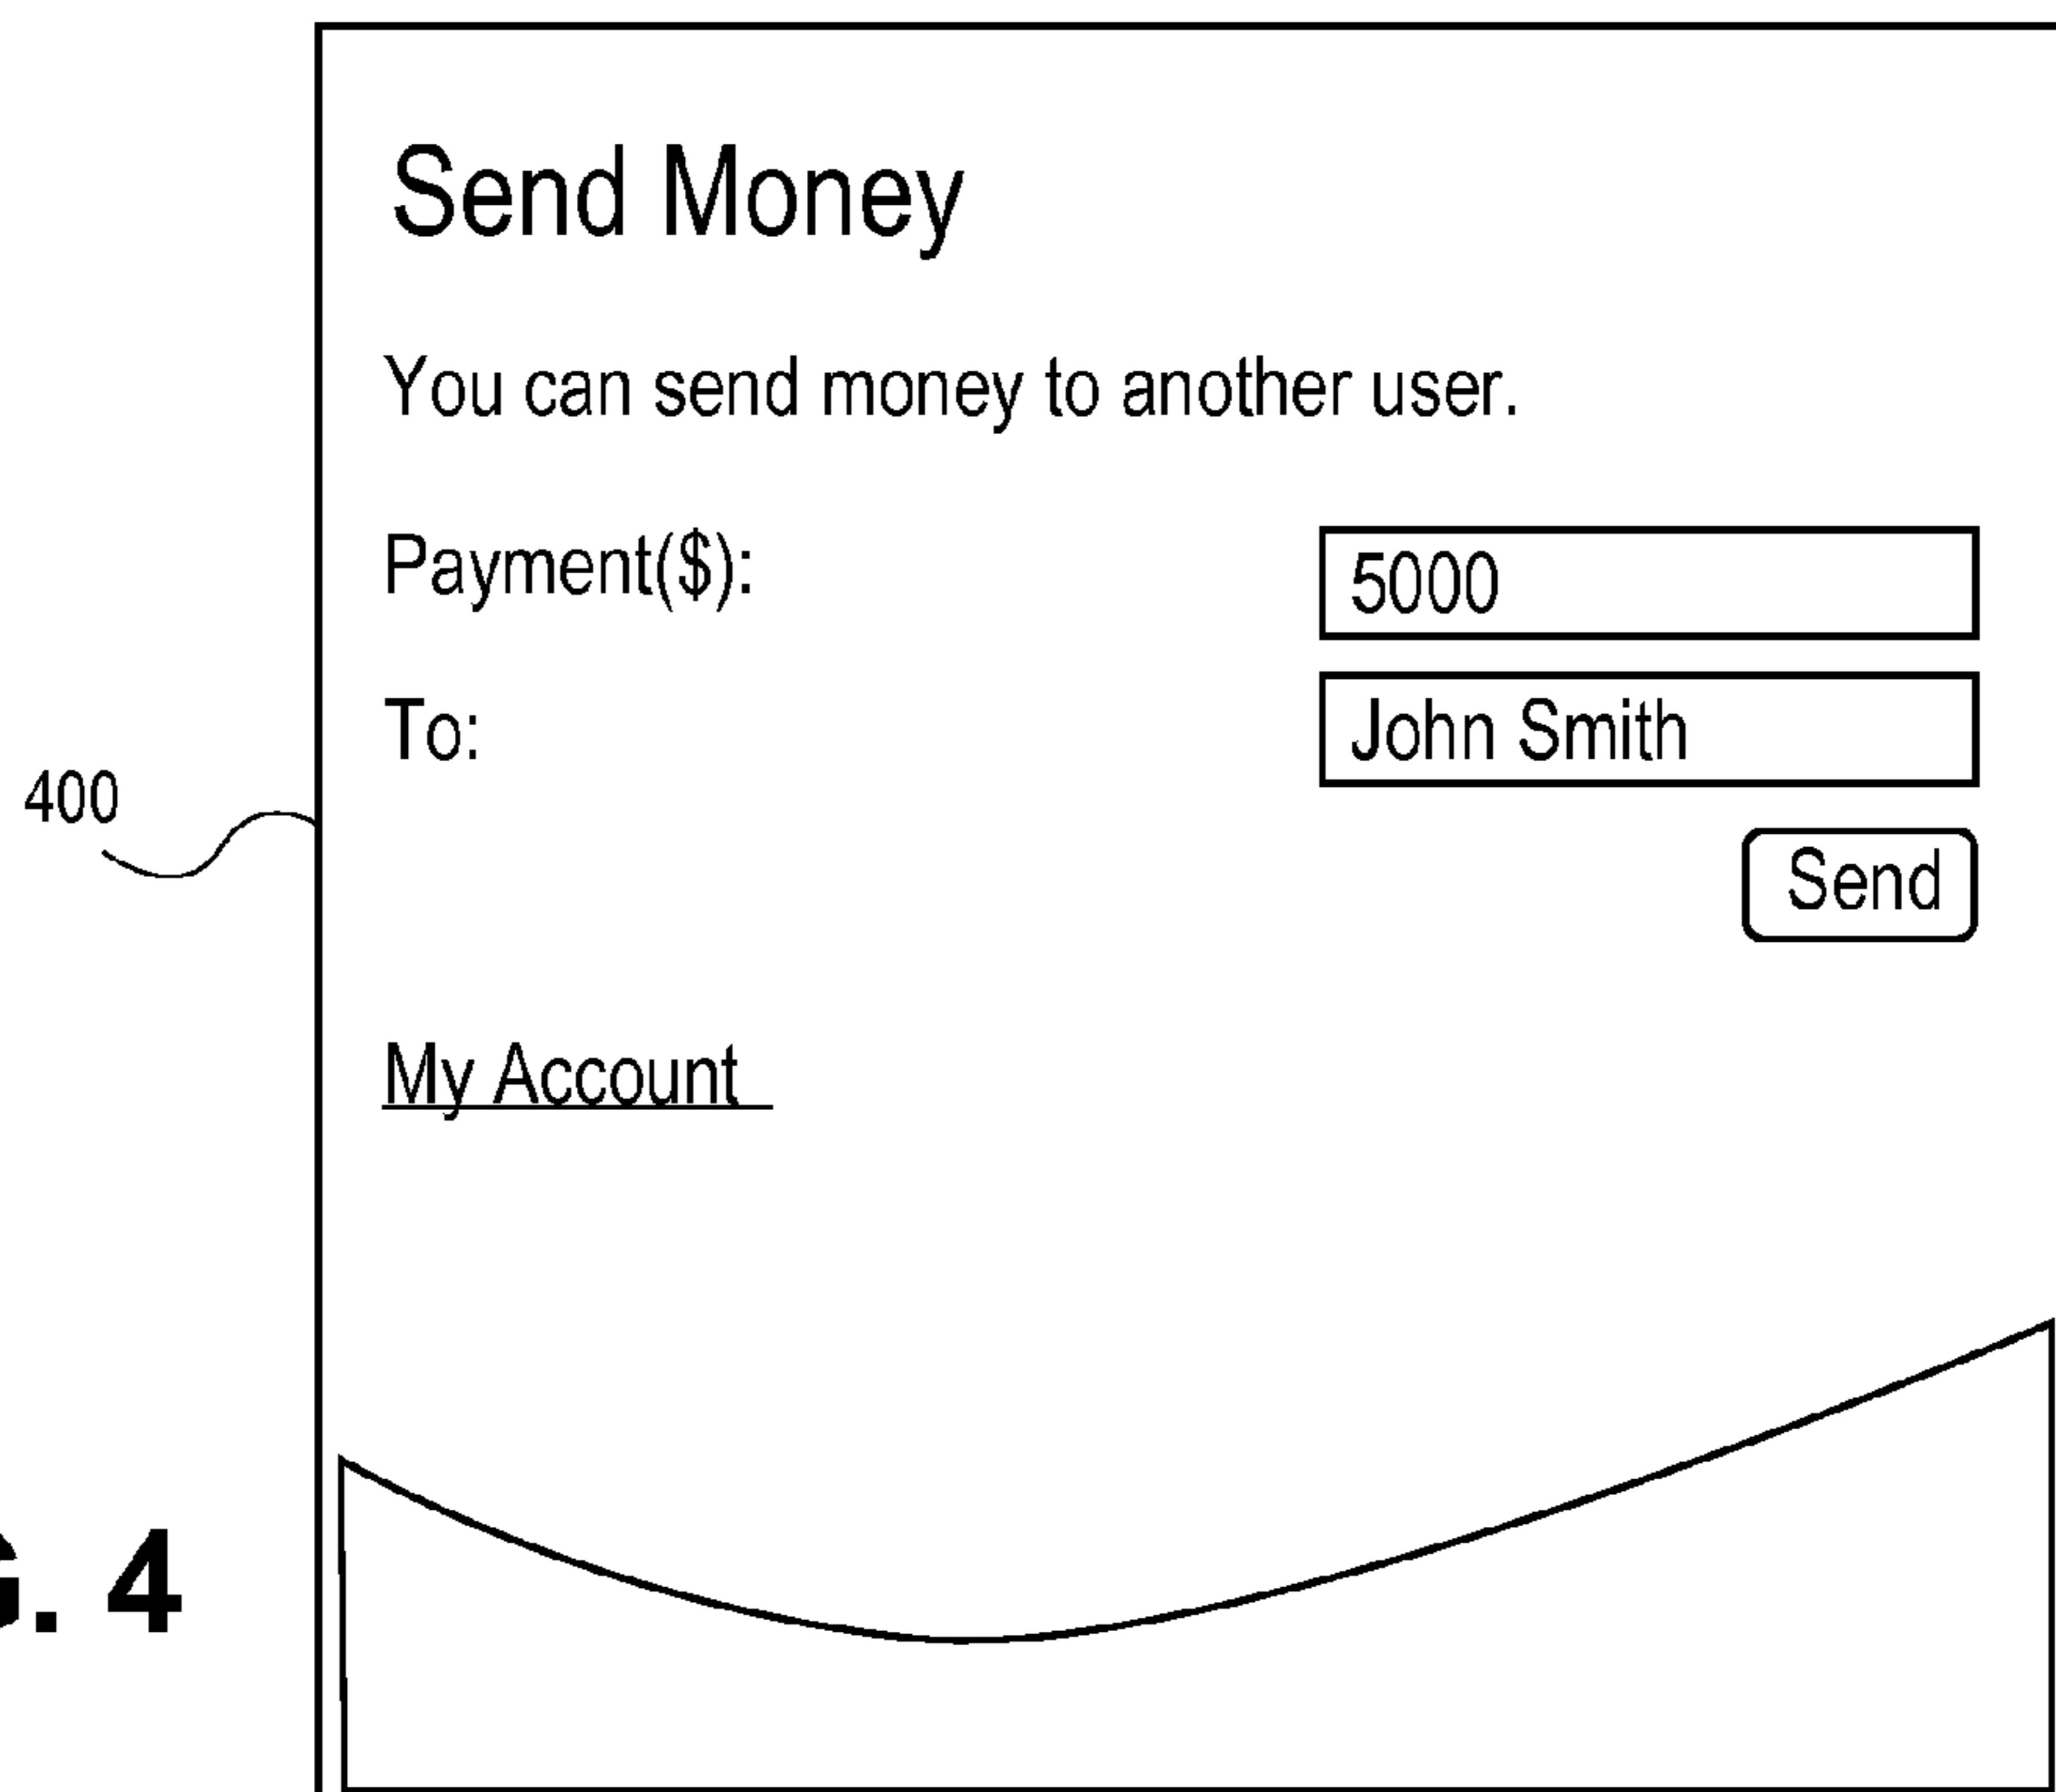 Send Money
You can send money to another user.
Payment($): 5000
To: John Smith
400
Send
My Account
. 4